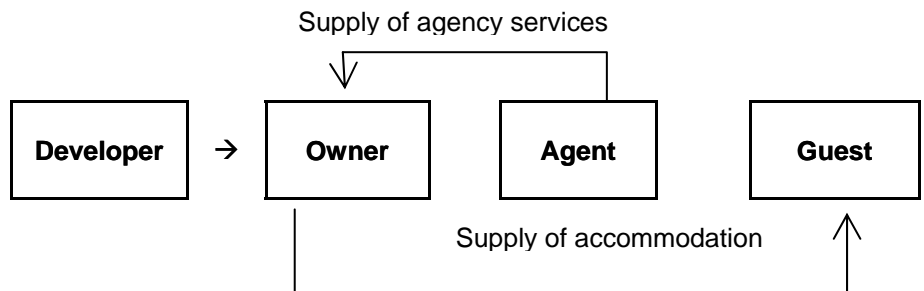 Supply of agency services
Developer → Owner Agent Guest
Supply of accommodation